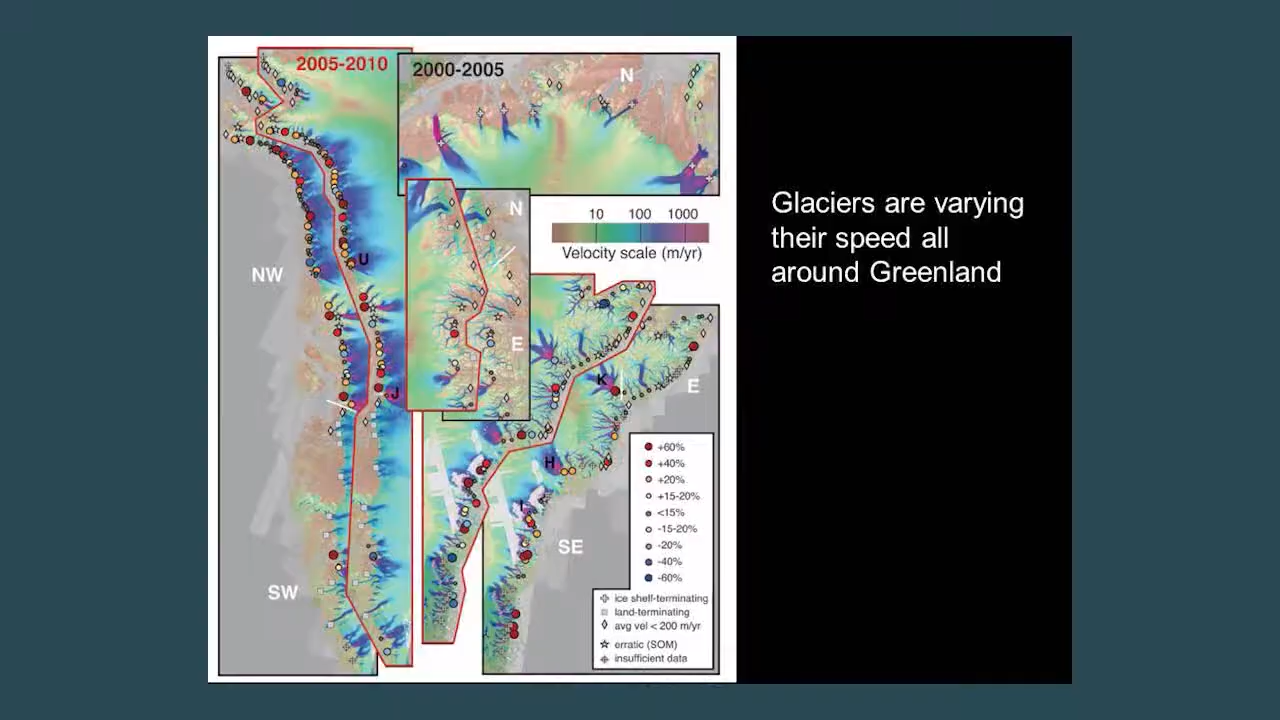 2005-2010
2000-2005
N
N
10 100 1000
Velocity scale (m/yr)
U
NW
E
K
E
J
H
I
SE
SW
+60%
+40%
+20%
+15-20%
<15%
-15-20%
-20%
-40%
-60%
ice shelf-terminating
land-terminating
avg vel < 200 m/yr
erratic (SOM)
insufficient data
Glaciers are varying
their speed all
around Greenland